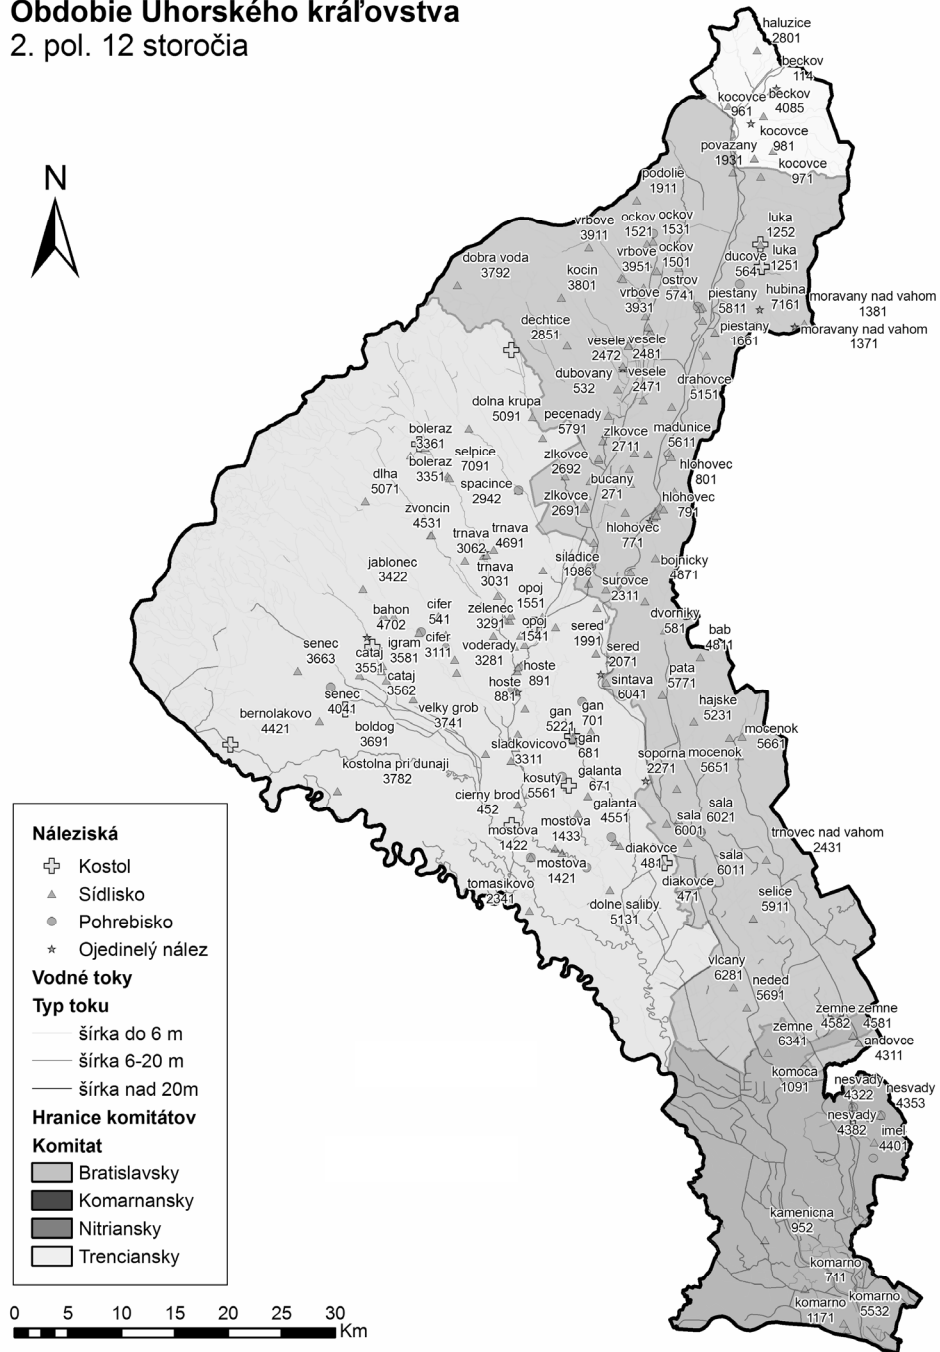 Obdobie Uhorského kráľovstva
2. pol. 12 storočia
N
haluzice
2801
beckov
114
kocovce
961
beckov
4085
kocovce
981
povazany
1931
kocovce
971
podolie
1911
vrbove
3911
ockov
1521
ockov
1531
luka
1252
dobra voda
3792
kocin
3801
vrbove
3951
ockov
1501
ducove
564
luka
1251
ostrov
5741
vrbove
3931
piestany
5811
hubina
7161
moravany nad vahom
1381
dechtice
2851
piestany
1661
moravany nad vahom
1371
vesele
2472
vesele
2481
dubovany
532
vesele
2471
drahovce
5151
dolna krupa
5091
pecenady
5791
boleraz
3361
zlkovce
2711
madunice
5611
boleraz
3351
selpice
7091
zlkovce
2692
hlohovec
801
dlha
5071
spacince
2942
bucany
271
zlkovce
2691
hlohovec
791
zvoncin
4531
trnava
3062
trnava
4691
hlohovec
771
trnava
3031
siladice
1986
bojnicky
4871
jablonec
3422
opoj
1551
surovce
2311
bahon
4702
cifer
541
zelenec
3291
opoj
1541
sered
1991
dvorniky
581
bab
4811
senec
3663
cataj
3551
igram
3581
cifer
3111
voderady
3281
sered
2071
hoste
891
pata
5771
cataj
3562
hoste
881
sintava
6041
senec
4041
velky grob
3741
gan
5221
gan
701
hajske
5231
bernolakovo
4421
boldog
3691
sladkovicovo
3311
gan
681
mocenok
5661
kostolna pri dunaji
3782
soporna
2271
mocenok
5651
kosuty
5561
galanta
671
cierny brod
452
galanta
4551
sala
6021
mostova
1422
mostova
1433
sala
6001
trnovec nad vahom
2431
mostova
1421
diakovce
481
sala
6011
tomasikovo
2341
diakovce
471
selice
5911
dolne saliby
5131
vlcany
6281
neded
5691
zemne
4582
zemne
4581
zemne
6341
andovce
4311
komoca
1091
nesvady
4322
nesvady
4353
nesvady
4382
imel
4401
kamenicna
952
komarno
711
komarno
1171
komarno
5532
Náleziská
Kostol
Sídlisko
Pohrebisko
Ojedinelý nález
Vodné toky
Typ toku
šírka do 6 m
šírka 6-20 m
šírka nad 20m
Hranice komitátov
Komitat
Bratislavsky
Komarnansky
Nitriansky
Trenciansky
0 5 10 15 20 25 30
Km